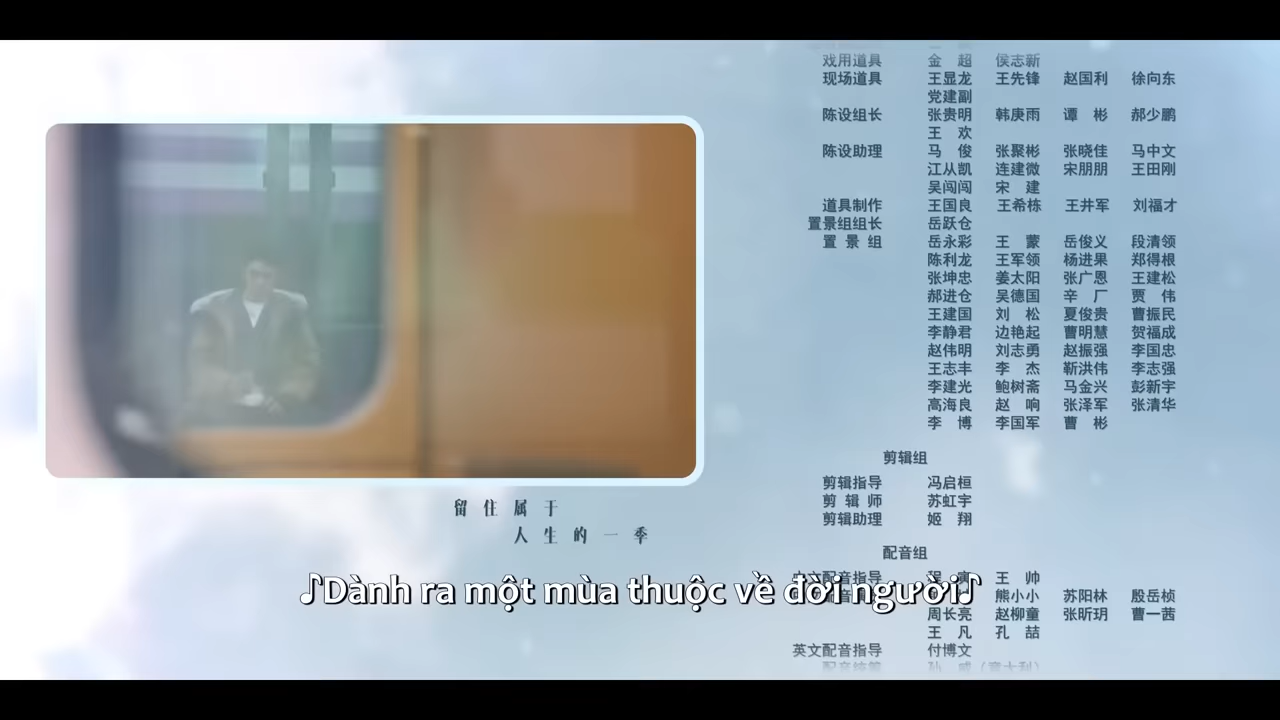 戏用道具 金 超 侯志新
现场道具 王显龙 王先锋 赵国利 徐向东
党建副
陈设组长 张贵明 韩庚雨 谭 彬 郝少鹏
王 欢
陈设助理 马 俊 张聚彬 张晓佳 马中文
江从凯 连建微 宋朋朋 王田刚
吴闯闯 宋 建
道具制作 王国良 王希栋 王井军 刘福才
置景组组长 岳跃仓
置 景 组 岳永彩 王 蒙 岳俊义 段清领
陈利龙 王军领 杨进果 郑得根
张坤忠 姜太阳 张广恩 王建松
郝进仓 吴德国 辛 厂 贾 伟
王建国 刘 松 夏俊贵 曹振民
李静君 边艳起 曹明慧 贺福成
赵伟明 刘志勇 赵振强 李国忠
王志丰 李 杰 靳洪伟 李志强
李建光 鲍树斋 马金兴 彭新宇
高海良 赵 响 张泽军 张清华
李 博 李国军 曹 彬
剪辑组
剪辑指导 冯启桓
剪 辑 师 苏虹宇
剪辑助理 姬 翔
配音组
配音指导 王 帅
熊小小 苏阳林 殷岳桢
周长亮 赵柳童 张昕玥 曹一茜
王 凡 孔 喆
英文配音指导 付博文
配音统筹 孙 威（意大利）
留住属于
人生的一季
♪Dành ra một mùa thuộc về đời người♪